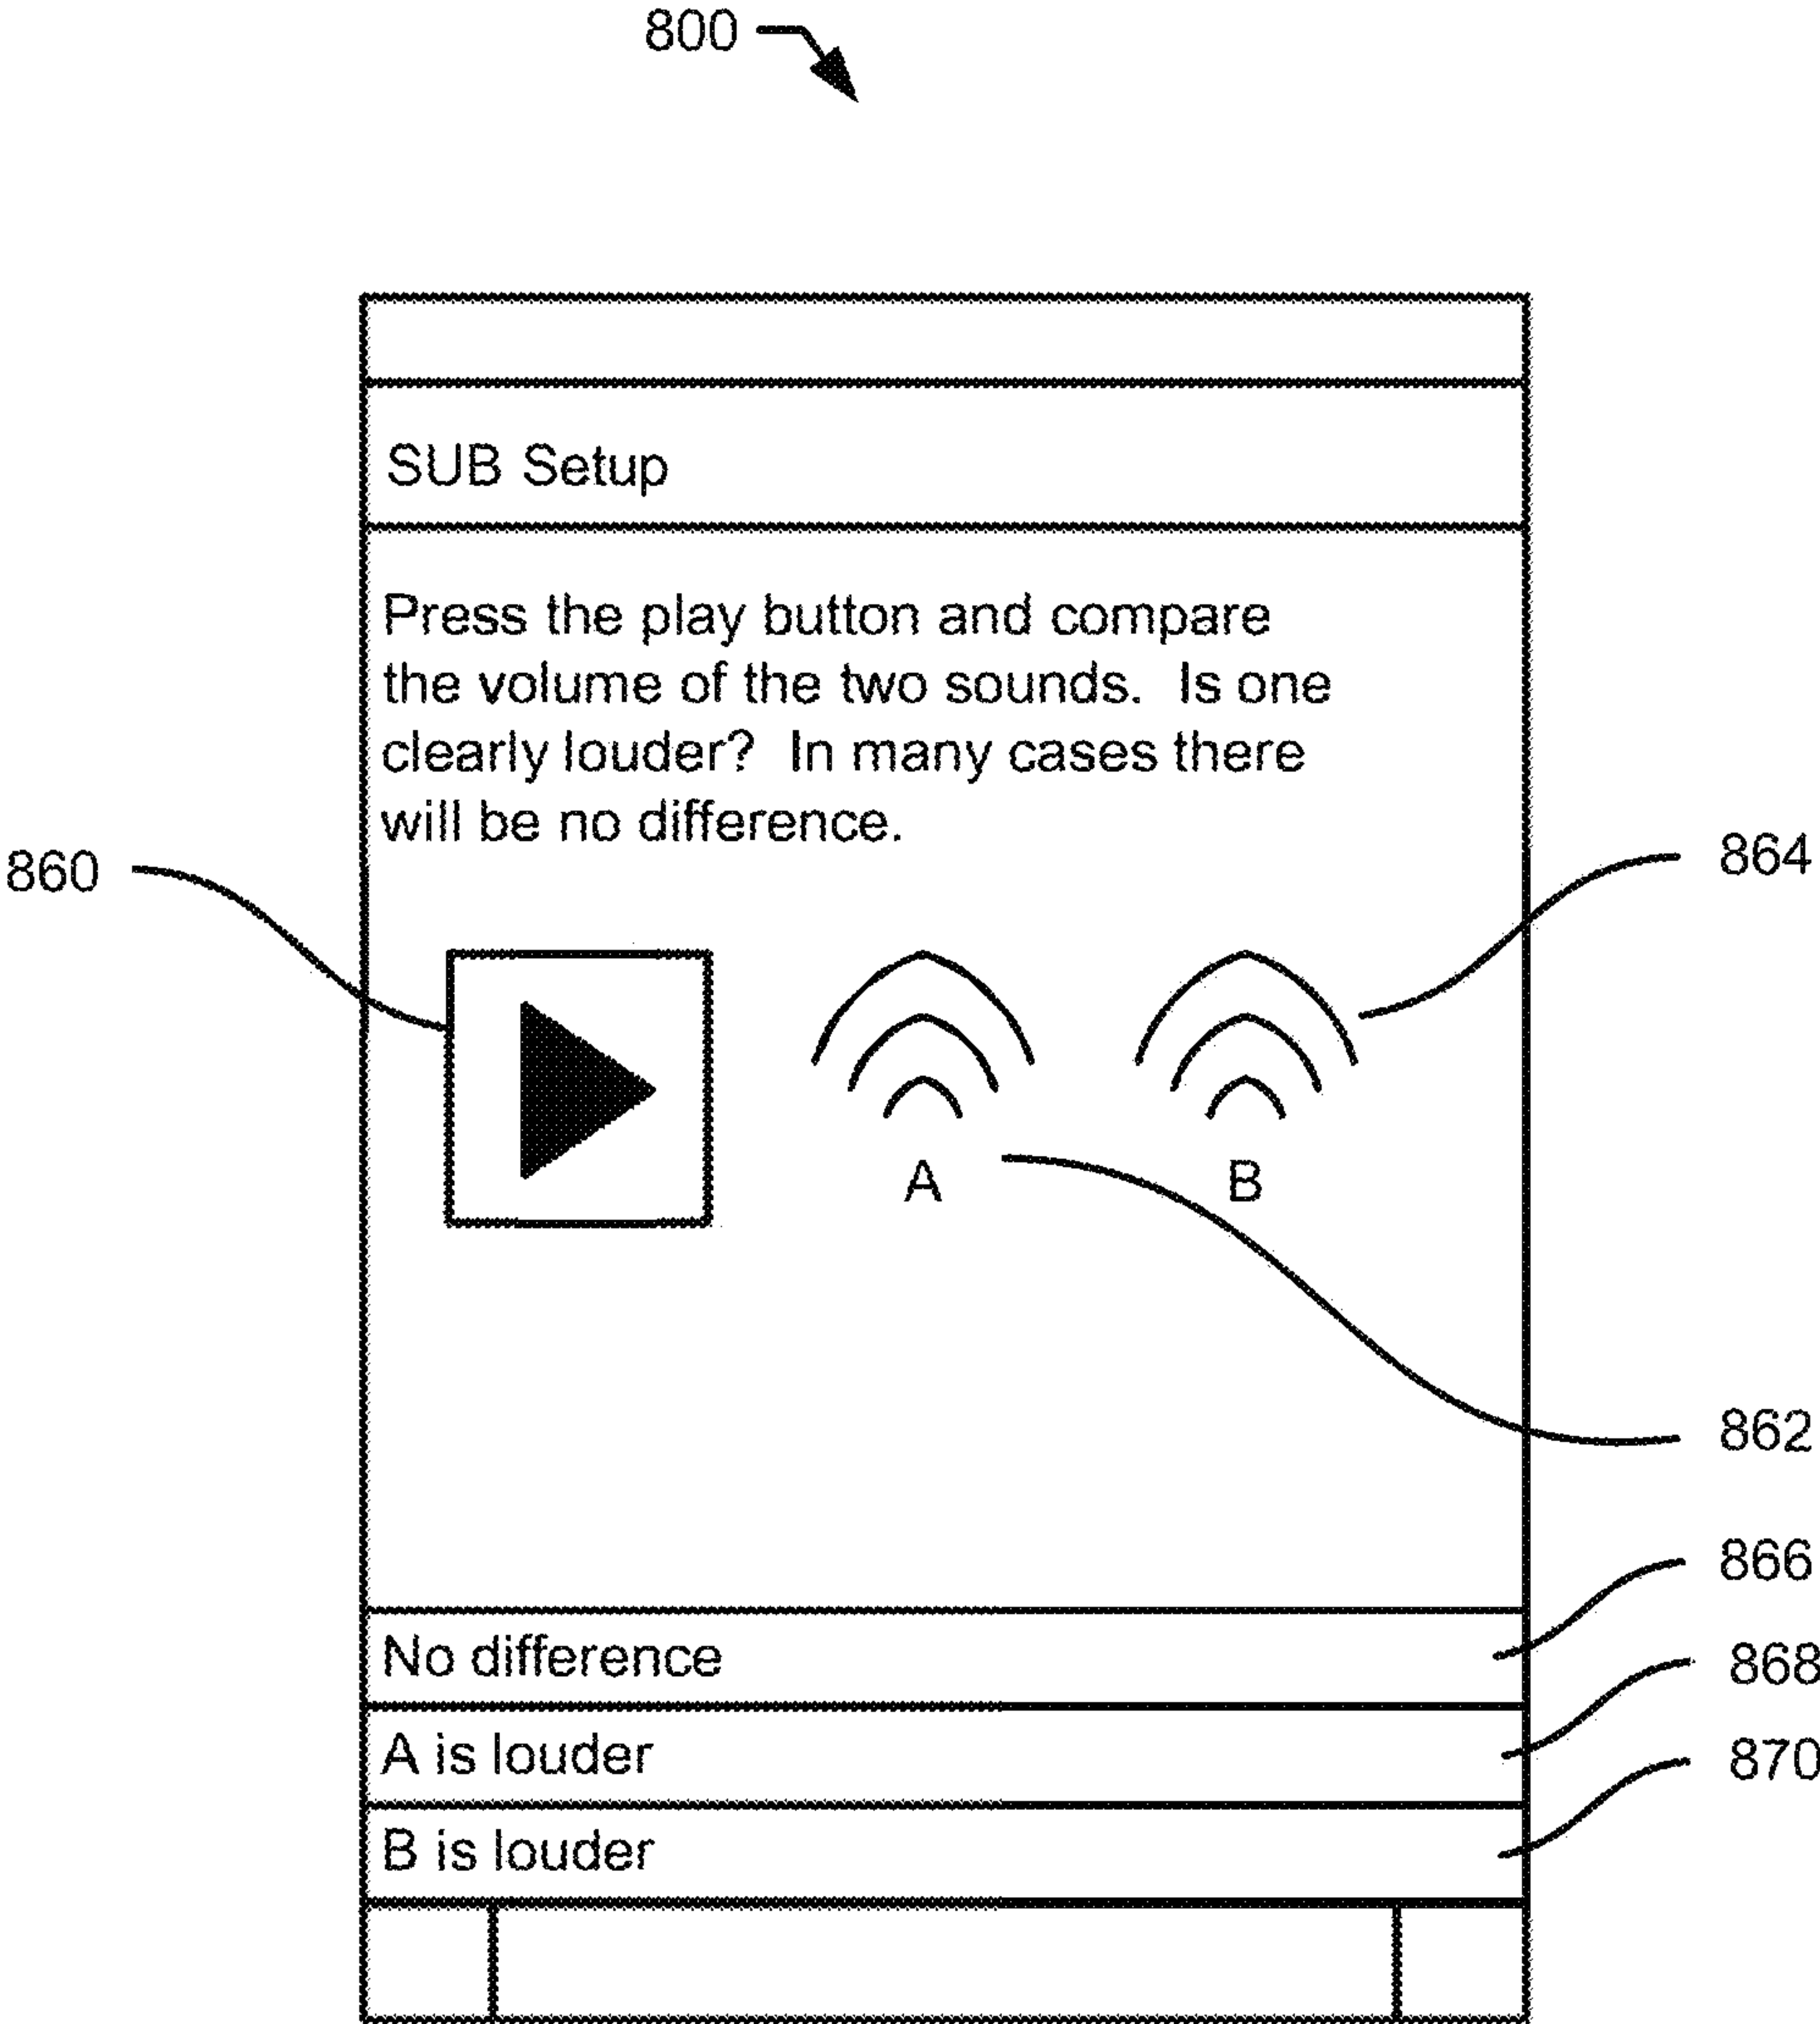 800
SUB Setup
Press the play button and compare
the volume of the two sounds.  Is one
clearly louder?  In many cases there
will be no difference.
860
864
A
B
862
866
No difference
868
A is louder
870
B is louder